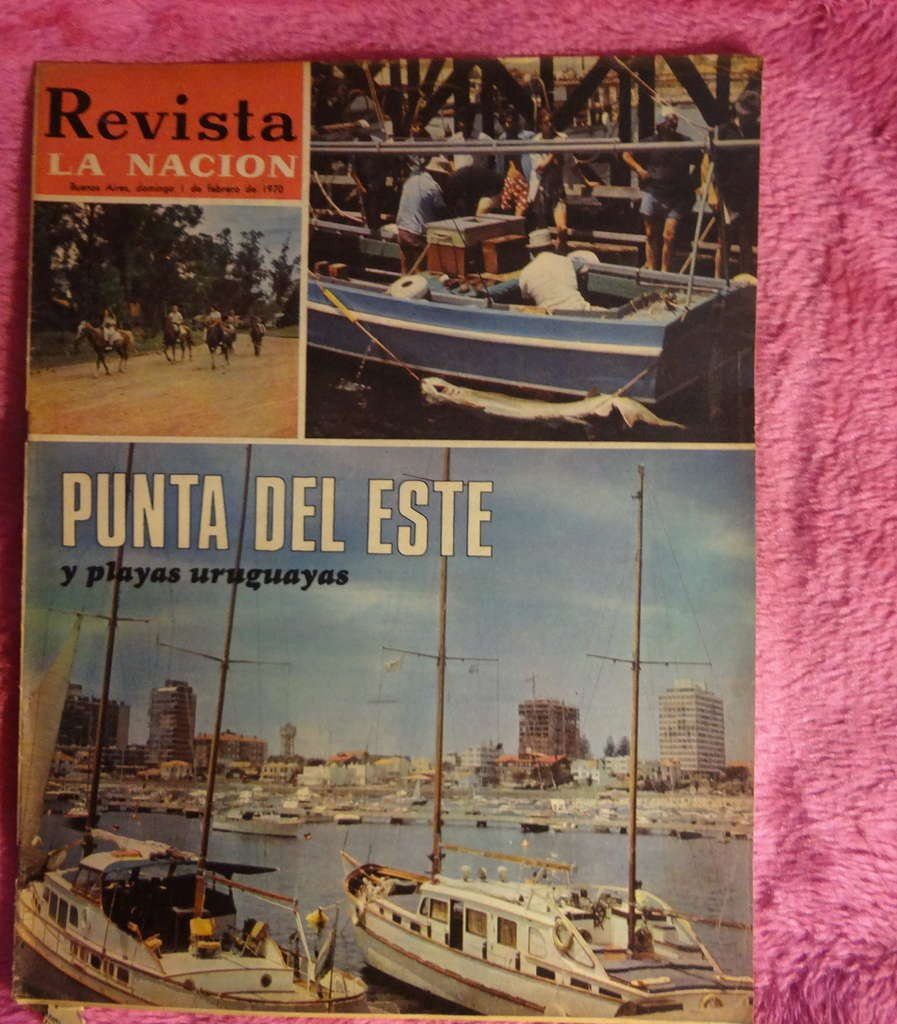 Revista
LA NACION
Buenos Aires, domingo 1 de febrero de 1970
PUNTA DEL ESTE
y playas uruguayas